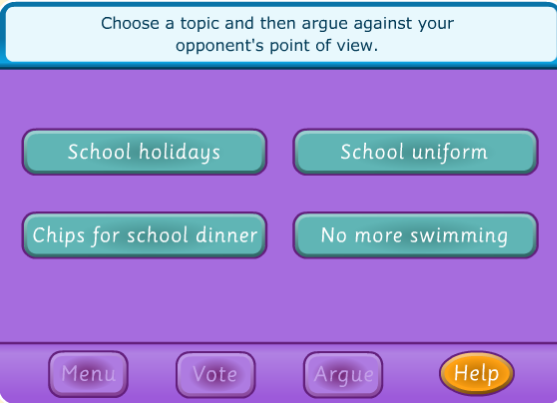 Choose a topic and then argue against your
opponent's point of view.
School holidays
School uniform
Chips for school dinner
No more swimming
Menu
Vote
Argue
Help